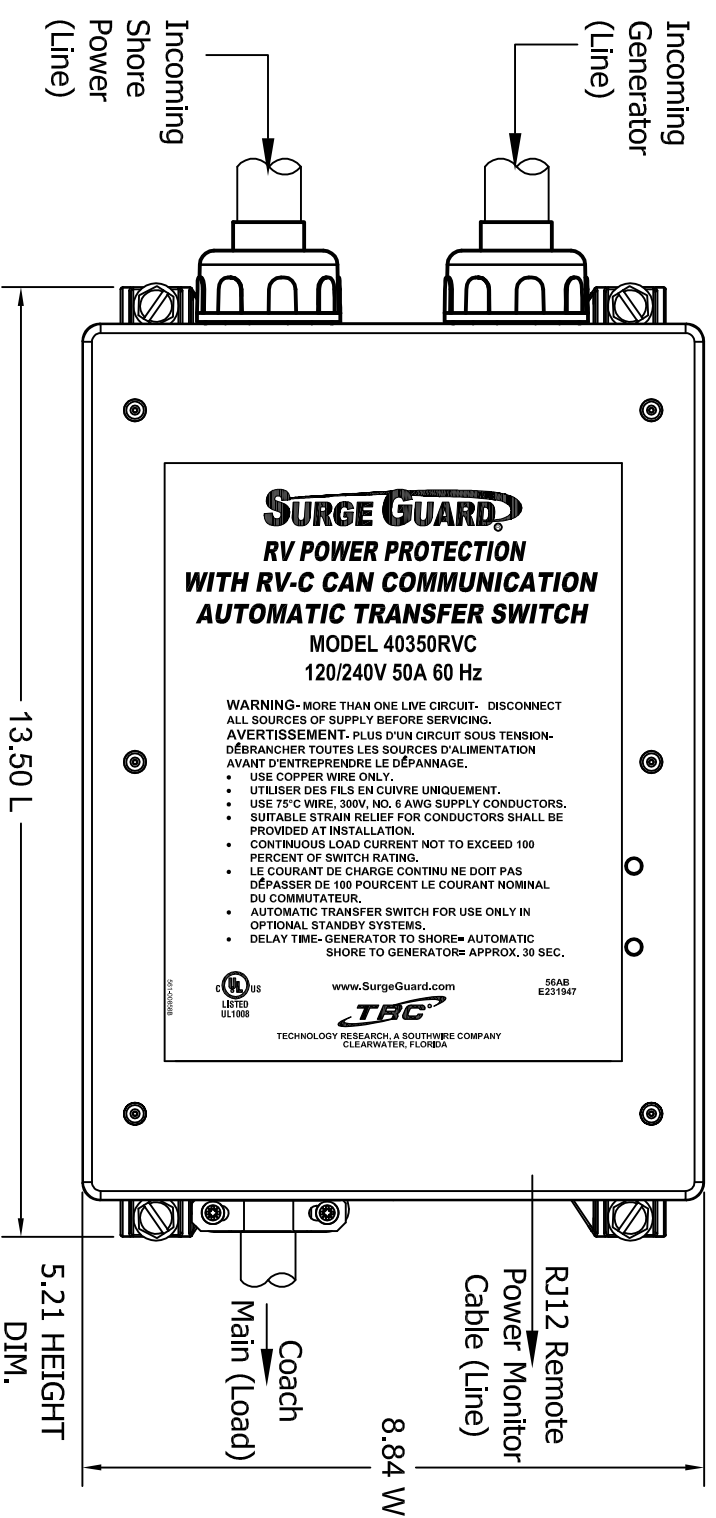 Incoming
Generator
(Line)
Incoming
Shore
Power
(Line)
SURGE GUARD®
RV POWER PROTECTION
WITH RV-C CAN COMMUNICATION
AUTOMATIC TRANSFER SWITCH
MODEL 40350RVC
120/240V 50A 60 Hz
WARNING- MORE THAN ONE LIVE CIRCUIT- DISCONNECT
ALL SOURCES OF SUPPLY BEFORE SERVICING.
AVERTISSEMENT- PLUS D'UN CIRCUIT SOUS TENSION-
DÉBRANCHER TOUTES LES SOURCES D'ALIMENTATION
AVANT D'ENTREPRENDRE LE DÉPANNAGE.
• USE COPPER WIRE ONLY.
• UTILISER DES FILS EN CUIVRE UNIQUEMENT.
• USE 75°C WIRE, 300V, NO. 6 AWG SUPPLY CONDUCTORS.
• SUITABLE STRAIN RELIEF FOR CONDUCTORS SHALL BE
PROVIDED AT INSTALLATION.
• CONTINUOUS LOAD CURRENT NOT TO EXCEED 100
PERCENT OF SWITCH RATING.
• LE COURANT DE CHARGE CONTINU NE DOIT PAS
DÉPASSER DE 100 POURCENT LE COURANT NOMINAL
DU COMMUTATEUR.
• AUTOMATIC TRANSFER SWITCH FOR USE ONLY IN
OPTIONAL STANDBY SYSTEMS.
• DELAY TIME- GENERATOR TO SHORE= AUTOMATIC
SHORE TO GENERATOR= APPROX. 30 SEC.
C UL US
LISTED
UL1008
www.SurgeGuard.com
56AB
E231947
TRC
TECHNOLOGY RESEARCH, A SOUTHWIRE COMPANY
CLEARWATER, FLORIDA
13.50 L
RJ12 Remote
Power Monitor
Cable (Line)
Coach
Main (Load)
8.84 W
5.21 HEIGHT
DIM.